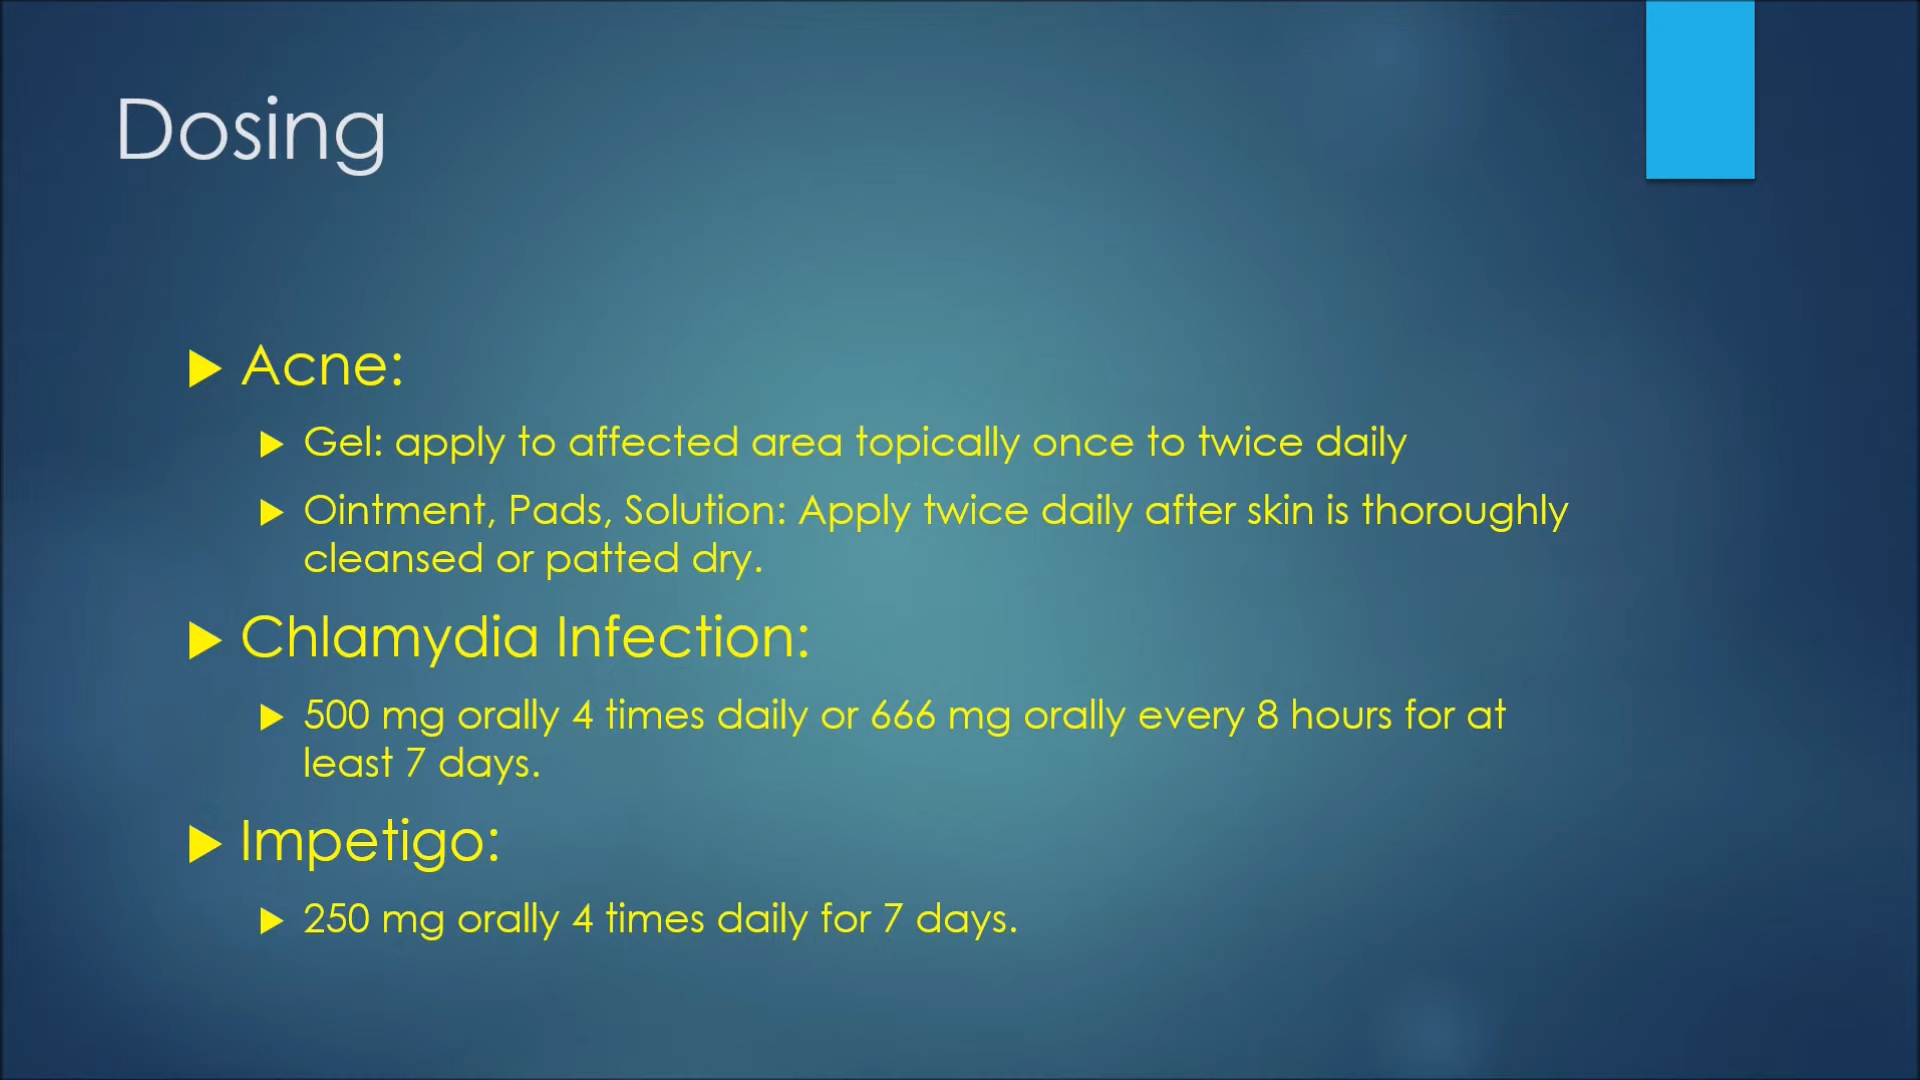 Dosing
Acne:
Gel: apply to affected area topically once to twice daily
Ointment, Pads, Solution: Apply twice daily after skin is thoroughly
cleansed or patted dry.
Chlamydia Infection:
500 mg orally 4 times daily or 666 mg orally every 8 hours for at
least 7 days.
Impetigo:
250 mg orally 4 times daily for 7 days.